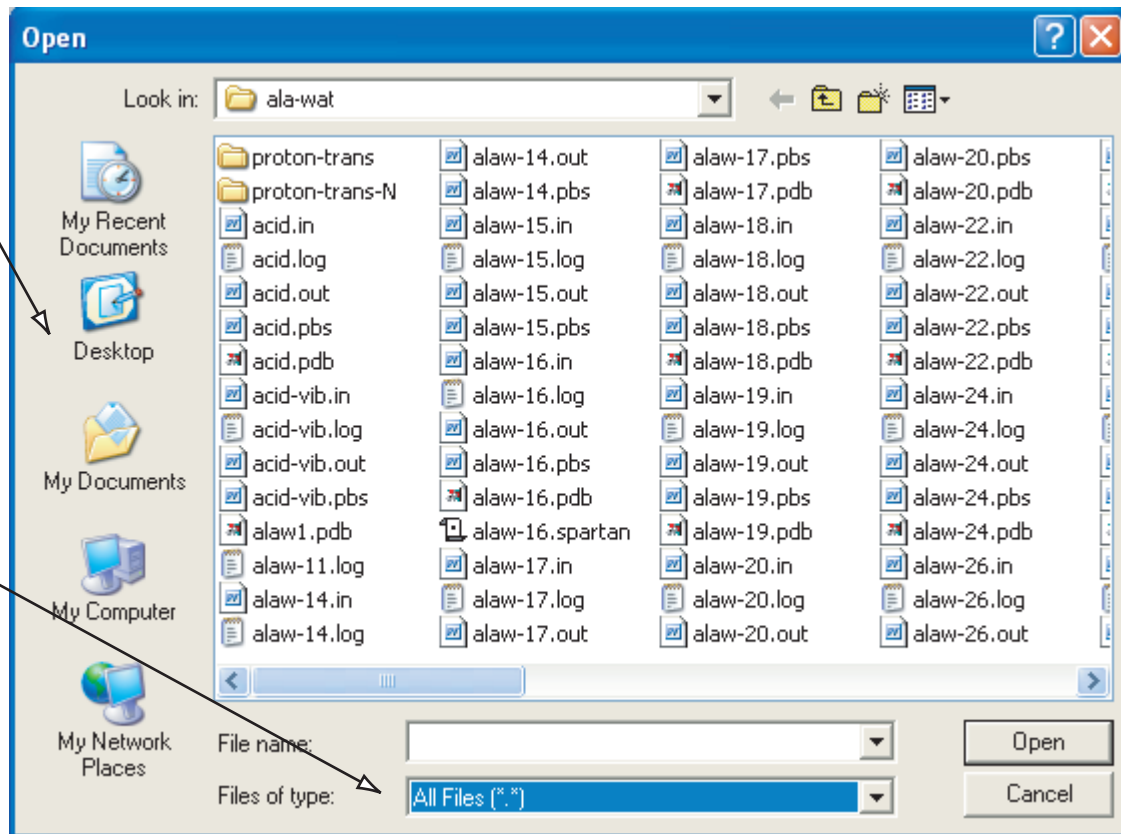 Open
Look in:
ala-wat
My Recent
Documents
Desktop
My Documents
My Computer
My Network
Places
proton-trans
proton-trans-N
acid.in
acid.log
acid.out
acid.pbs
acid.pdb
acid-vib.in
acid-vib.log
acid-vib.out
acid-vib.pbs
alaw1.pdb
alaw-11.log
alaw-14.in
alaw-14.log
alaw-14.out
alaw-14.pbs
alaw-15.in
alaw-15.log
alaw-15.out
alaw-15.pbs
alaw-16.in
alaw-16.log
alaw-16.out
alaw-16.pbs
alaw-16.pdb
alaw-16.spartan
alaw-17.in
alaw-17.log
alaw-17.out
alaw-17.pbs
alaw-17.pdb
alaw-18.in
alaw-18.log
alaw-18.out
alaw-18.pbs
alaw-18.pdb
alaw-19.in
alaw-19.log
alaw-19.out
alaw-19.pbs
alaw-19.pdb
alaw-20.in
alaw-20.log
alaw-20.out
alaw-20.pbs
alaw-20.pdb
alaw-22.in
alaw-22.log
alaw-22.out
alaw-22.pbs
alaw-22.pdb
alaw-24.in
alaw-24.log
alaw-24.out
alaw-24.pbs
alaw-24.pdb
alaw-26.in
alaw-26.log
alaw-26.out
File name:
Open
Files of type:
All Files (*.*)
Cancel